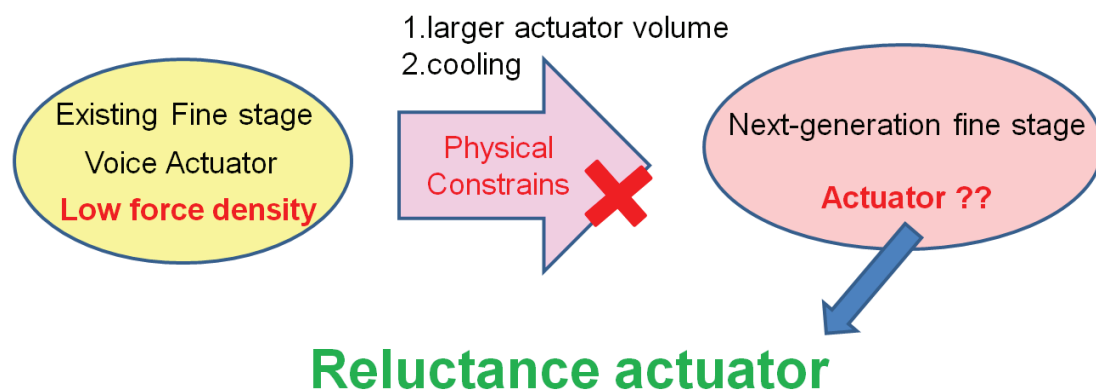 1.larger actuator volume
2.cooling
Existing Fine stage
Voice Actuator
Low force density
Physical
Constrains
Next-generation fine stage
Actuator ??
Reluctance actuator